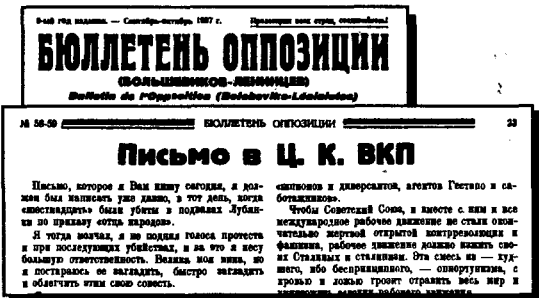 9-ый год издания. — Сентябрь-октябрь 1937 г. Пролетарии всех стран, соединяйтесь!
БЮЛЛЕТЕНЬ ОППОЗИЦИИ
(БОЛЬШЕВИКОВ-ЛЕНИНЦЕВ)
Bulletin de l'Opposition (Bolcheviks-Léninistes)
№ 58-59 БЮЛЛЕТЕНЬ ОППОЗИЦИИ 23
Письмо в Ц. К. ВКП
Письмо, которое я Вам пишу сегодня, я дол-
жен был написать уже давно, в тот день, когда
«шестнадцать» были убиты в подвалах Лубян-
ки по приказу «отца народов».
Я тогда молчал, я не поднял голоса протеста
и при последующих убийствах, и за это я несу
большую ответственность. Велика моя вина, но
я постараюсь ее загладить, быстро загладить
и облегчить этим свою совесть.
«шпионов и диверсантов, агентов Гестапо и са-
ботажников».
Чтобы Советский Союз, и вместе с ним и все
международное рабочее движение не стали окон-
чательно жертвой открытой контрреволюции и
фашизма, рабочее движение должно изжить сво-
их Сталиных и сталинизм. Эта смесь из — худ-
шего, ибо беспринципного, — оппортунизма, с
кровью и ложью грозит отравить весь мир и